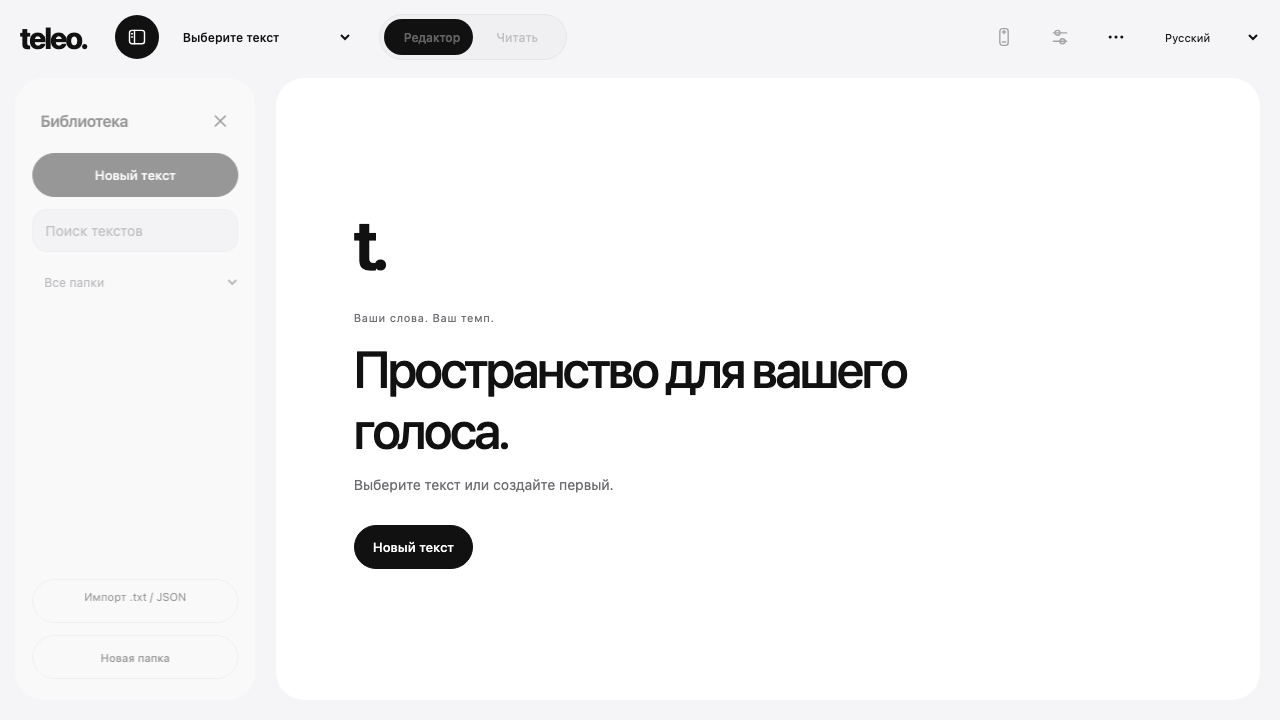 teleo.
Выберите текст
Редактор
Читать
Русский
Библиотека
Новый текст
Поиск текстов
Все папки
Импорт .txt / JSON
Новая папка
t.
Ваши слова. Ваш темп.
Пространство для вашего
голоса.
Выберите текст или создайте первый.
Новый текст